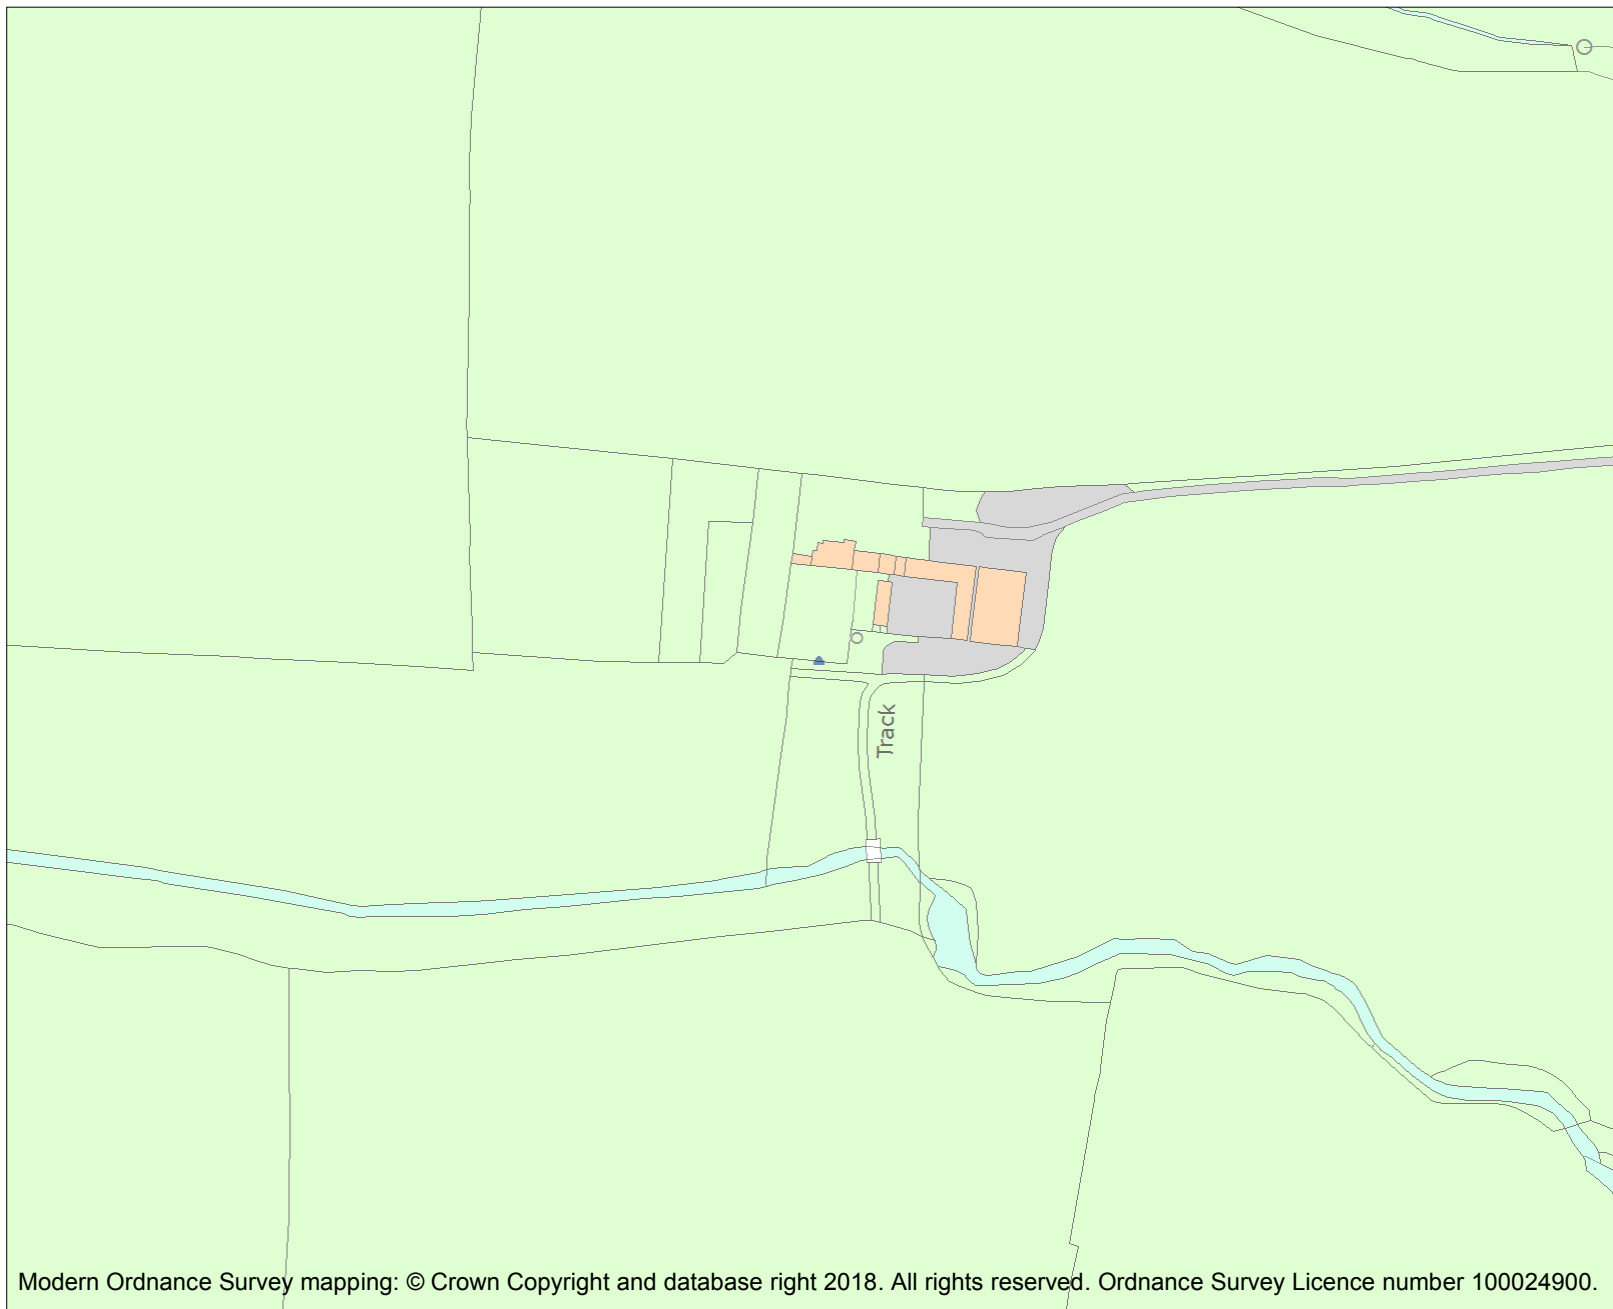 Track
Modern Ordnance Survey mapping: © Crown Copyright and database right 2018. All rights reserved. Ordnance Survey Licence number 100024900.